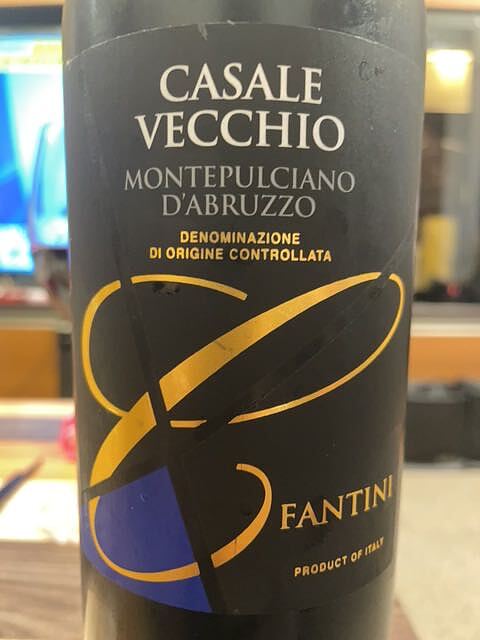 CASALE
VECCHIO
MONTEPULCIANO
D'ABRUZZO
DENOMINAZIONE
DI ORIGINE CONTROLLATA
FANTINI
PRODUCT OF ITALY